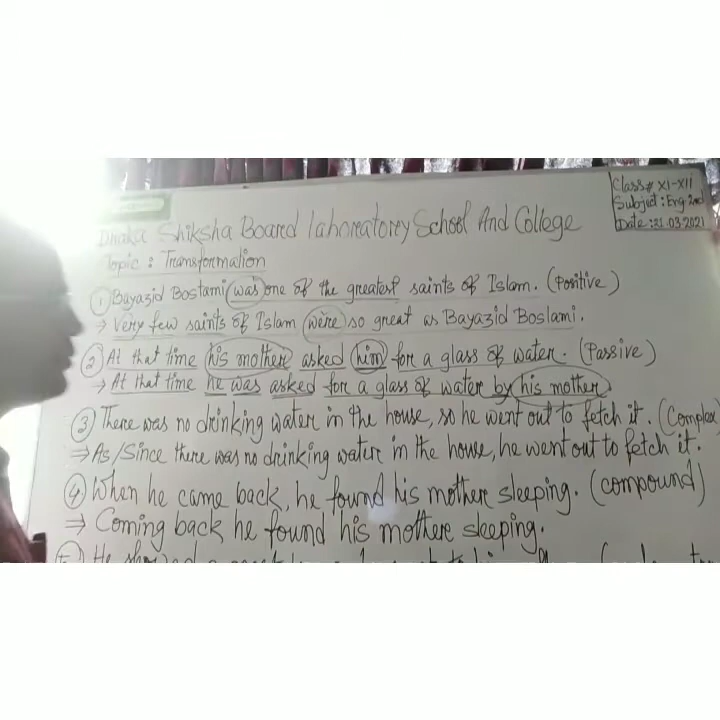 Class# XI-XII
Subject: Eng. 2nd
Date: 21.03.2021
Dhaka Shiksha Board Laboratory School And College
Topic: Transformation
① Bayazid Bostami was one of the greatest saints of Islam. (Positive)
→ Very few saints of Islam were so great as Bayazid Boslami.
② At that time his mother asked him for a glass of water. (Passive)
→ At that time he was asked for a glass of water by his mother
③ There was no drinking water in the house, so he went out to fetch it. (Complex)
⇒ As/Since there was no drinking water in the house, he went out to fetch it.
④ When he came back, he found his mother sleeping. (compound)
⇒ Coming back he found his mother sleeping.